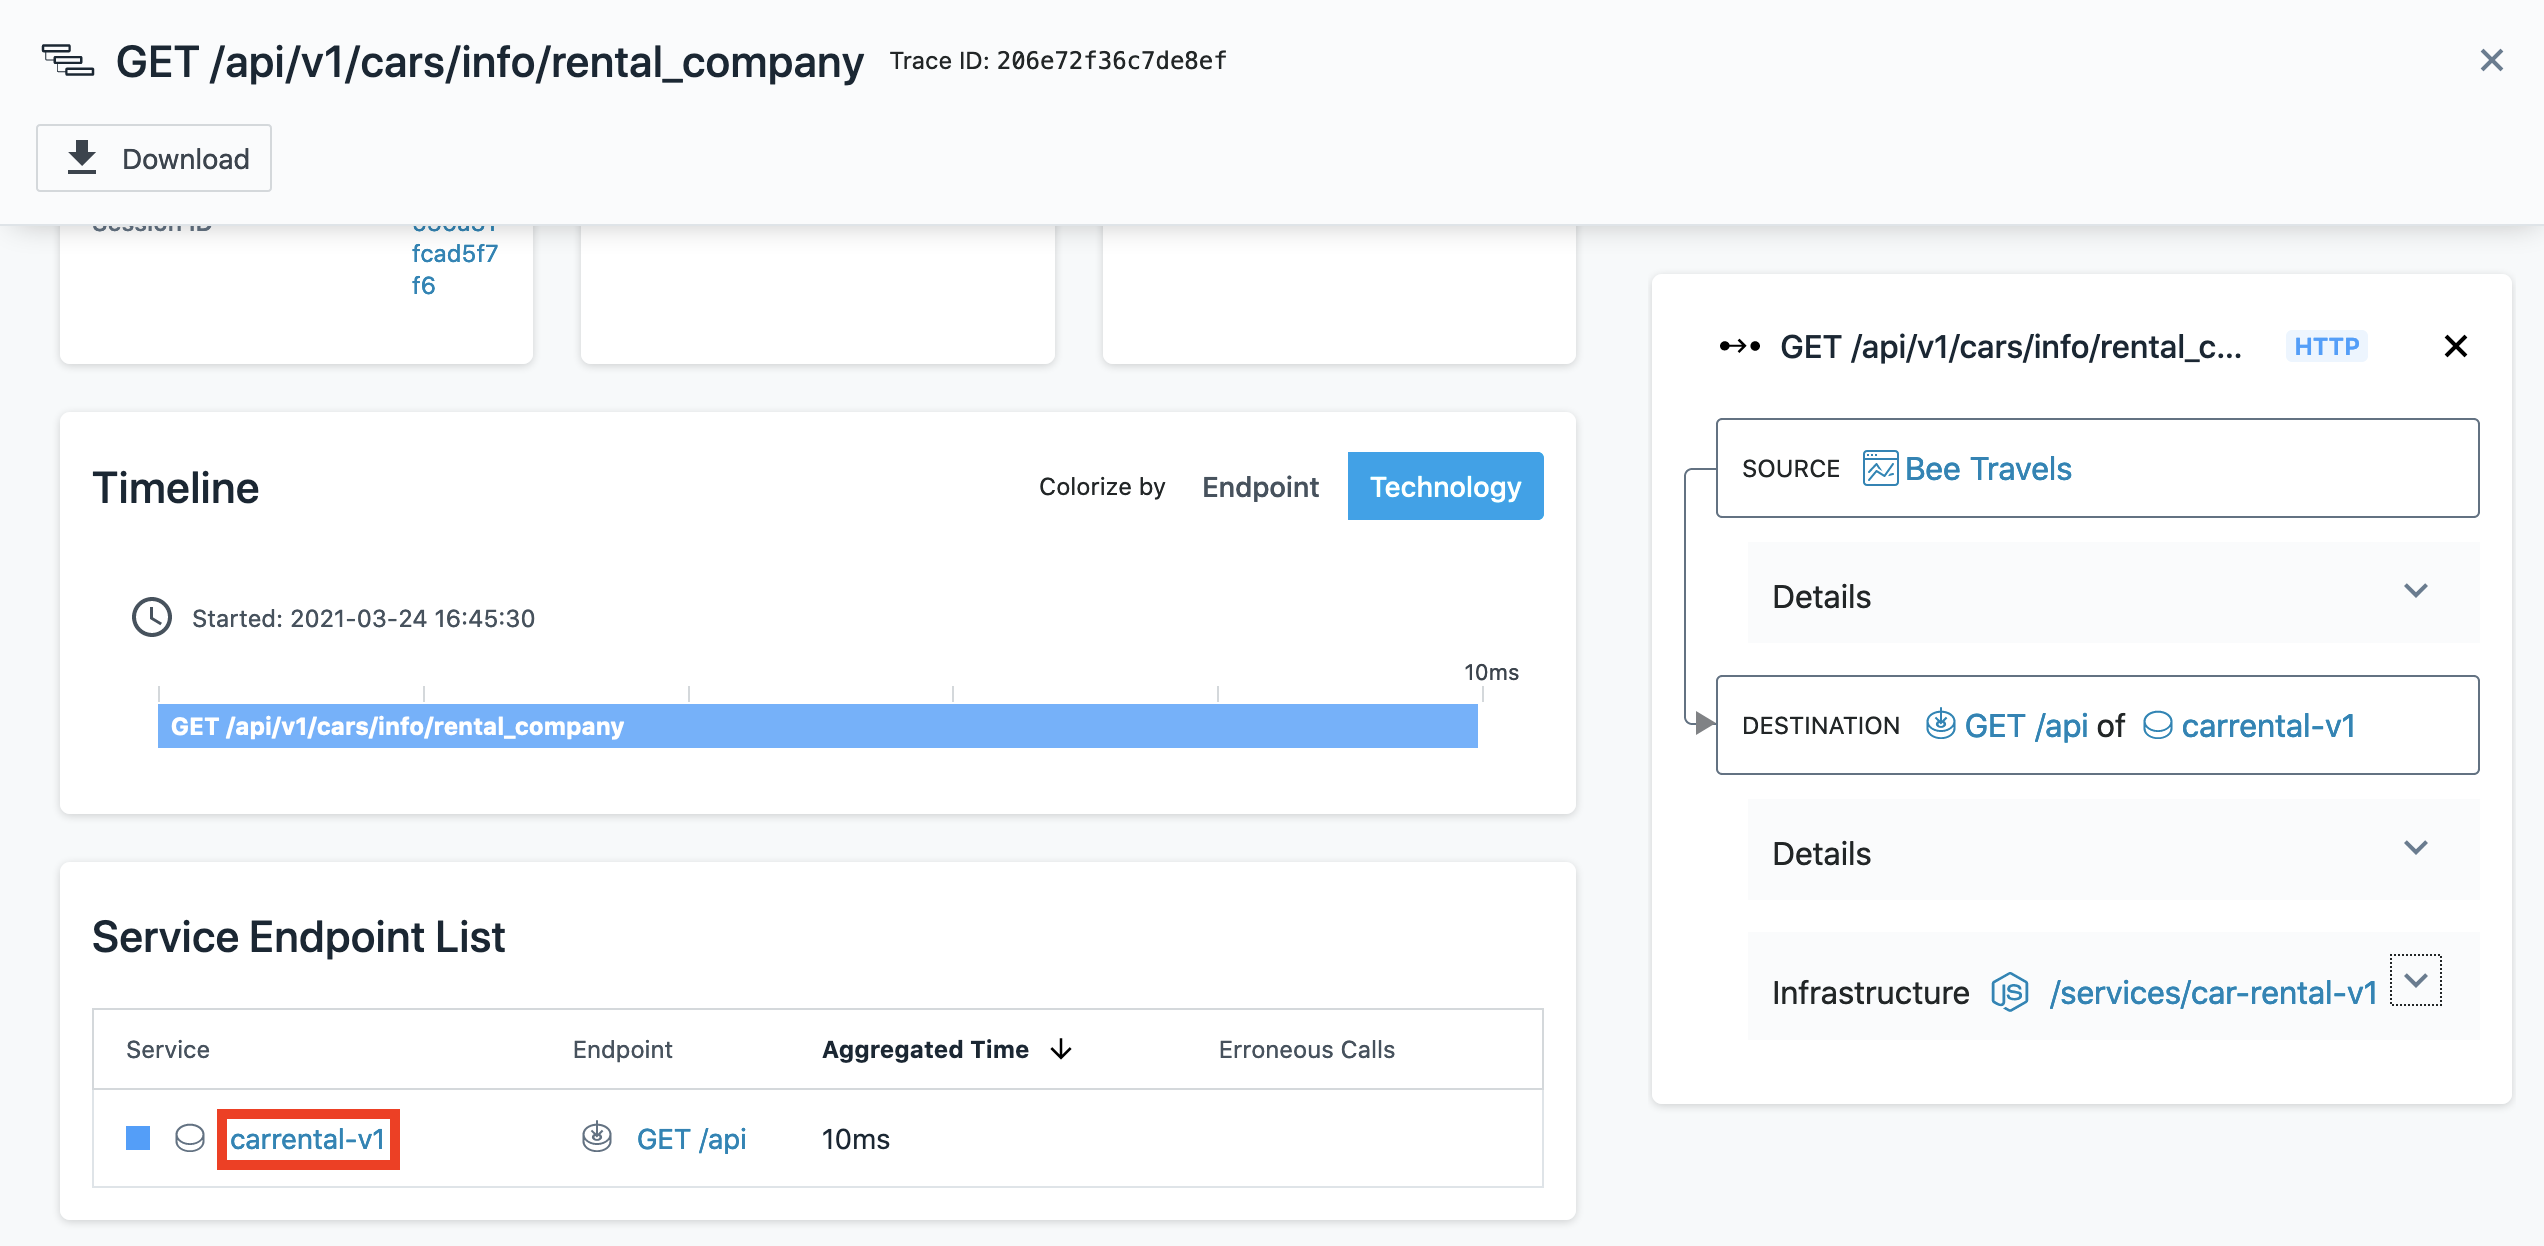 GET /api/v1/cars/info/rental_company Trace ID: 206e72f36c7de8ef
Download
Session ID
fcad5f7
f6
Timeline
Colorize by Endpoint Technology
Started: 2021-03-24 16:45:30
10ms
GET /api/v1/cars/info/rental_company
Service Endpoint List
Service Endpoint Aggregated Time Erroneous Calls
carrental-v1 GET /api 10ms
GET /api/v1/cars/info/rental_c... HTTP
SOURCE Bee Travels
Details
DESTINATION GET /api of carrental-v1
Details
Infrastructure JS /services/car-rental-v1